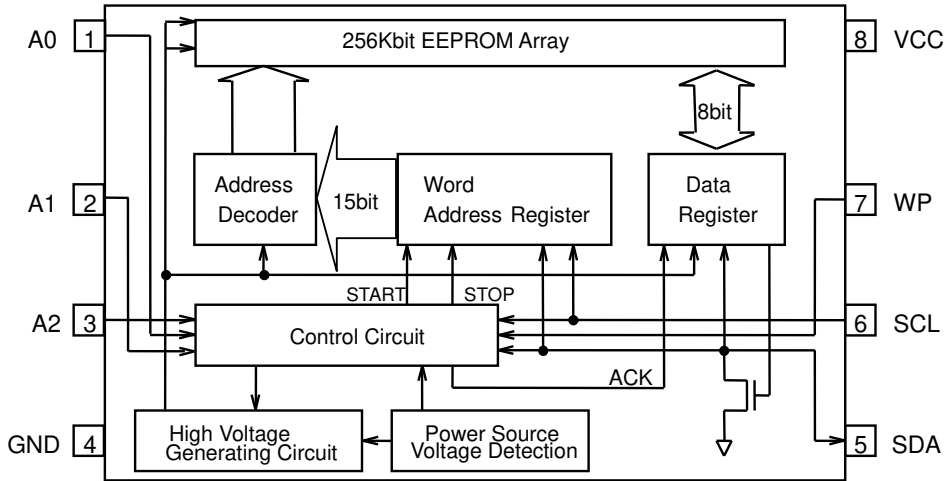 A0 1
256Kbit EEPROM Array
8 VCC
8bit
A1 2
Address
Decoder
15bit
Word
Address Register
Data
Register
7 WP
START STOP
A2 3
Control Circuit
6 SCL
ACK
GND 4
High Voltage
Generating Circuit
Power Source
Voltage Detection
5 SDA